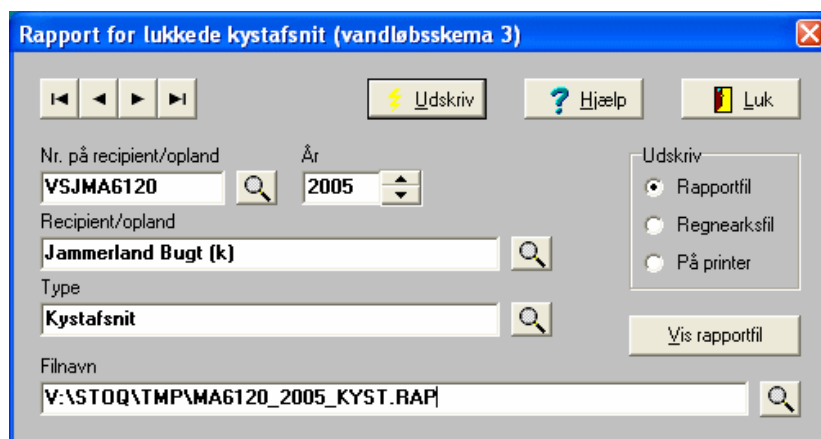 Rapport for lukkede kystafsnit (vandløbsskema 3)
Udskriv
Hjælp
Luk
Nr. på recipient/opland
År
Udskriv
VSJMA6120
2005
Rapportfil
Recipient/opland
Regnearksfil
Jammerland Bugt (k)
På printer
Type
Kystafsnit
Vis rapportfil
Filnavn
V:\STOQ\TMP\MA6120_2005_KYST.RAP